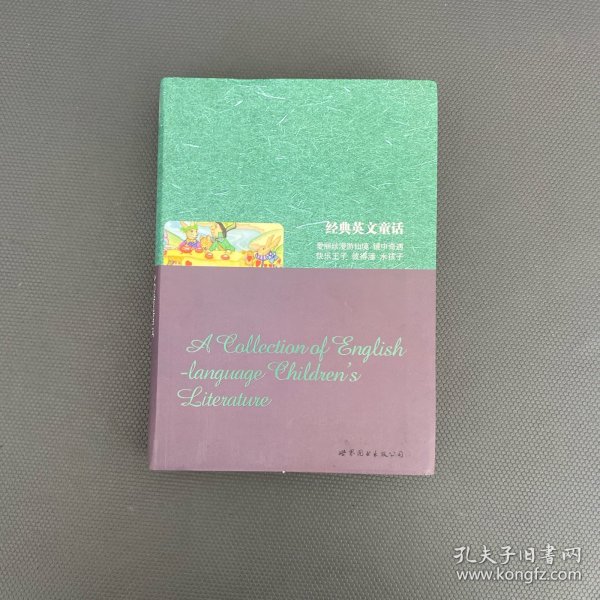 经典英文童话
爱丽丝漫游仙境 镜中奇遇
快乐王子 彼得潘 水孩子
A Collection of English
-language Children's
Literature
世界图书出版公司
孔夫子旧书网
www.kongfz.com